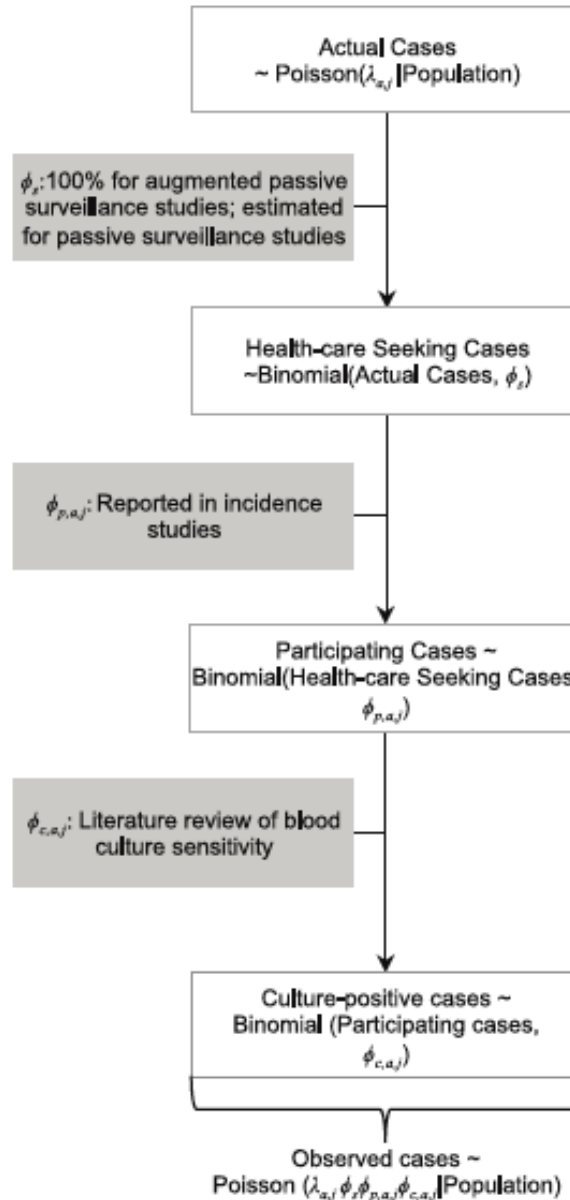 Actual Cases
~ Poisson(λa,j|Population)
ϕs:100% for augmented passive
surveillance studies; estimated
for passive surveillance studies
Health-care Seeking Cases
~Binomial(Actual Cases, ϕs)
ϕp,a,j: Reported in incidence
studies
Participating Cases ~
Binomial(Health-care Seeking Cases
ϕp,a,j)
ϕc,a,j: Literature review of blood
culture sensitivity
Culture-positive cases ~
Binomial (Participating cases,
ϕc,a,j)
Observed cases ~
Poisson (λa,jϕsϕp,a,jϕc,a,j|Population)